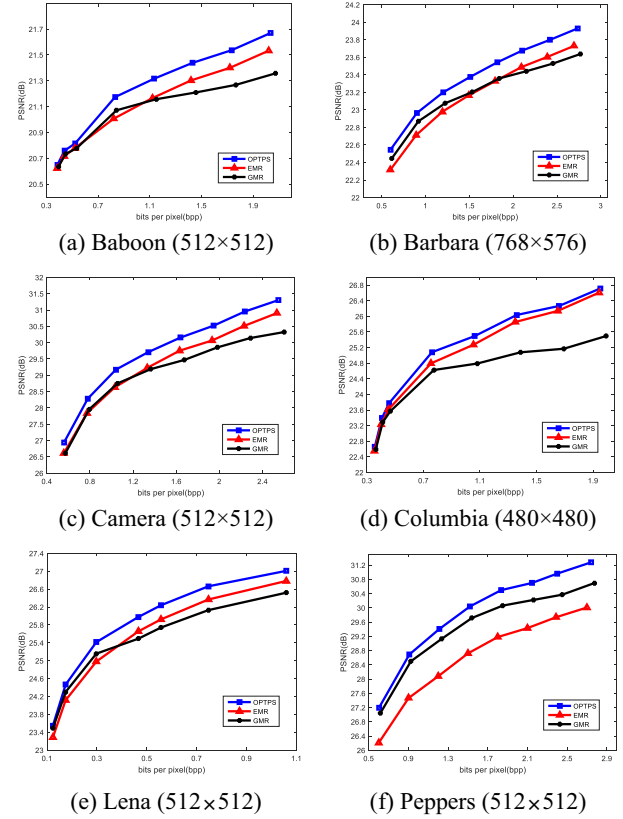 21.7
21.5
21.3
21.1
20.9
20.7
20.5
PSNR(dB)
OPTPS
EMR
GMR
0.3 0.7 1.1 1.5 1.9
bits per pixel(bpp)
(a) Baboon (512×512)
24.2
24
23.8
23.6
23.4
23.2
23
22.8
22.6
22.4
22.2
22
PSNR(dB)
OPTPS
EMR
GMR
0.5 1 1.5 2 2.5 3
bits per pixel(bpp)
(b) Barbara (768×576)
32
31.5
31
30.5
30
29.5
29
28.5
28
27.5
27
26.5
26
PSNR(dB)
OPTPS
EMR
GMR
0.4 0.8 1.2 1.6 2 2.4
bits per pixel(bpp)
(c) Camera (512×512)
26.8
26.4
26
25.6
25.2
24.8
24.4
24
23.6
23.2
22.8
22.4
22
PSNR(dB)
OPTPS
EMR
GMR
0.3 0.7 1.1 1.5 1.9
bits per pixel(bpp)
(d) Columbia (480×480)
27.4
27
26.6
26.2
25.8
25.4
25
24.6
24.2
23.8
23.4
23
PSNR(dB)
OPTPS
EMR
GMR
0.1 0.3 0.5 0.7 0.9 1.1
bits per pixel(bpp)
(e) Lena (512×512)
31.2
30.4
29.6
28.8
28
27.2
26.4
26
PSNR(dB)
OPTPS
EMR
GMR
0.5 0.9 1.3 1.7 2.1 2.5 2.9
bits per pixel(bpp)
(f) Peppers (512×512)